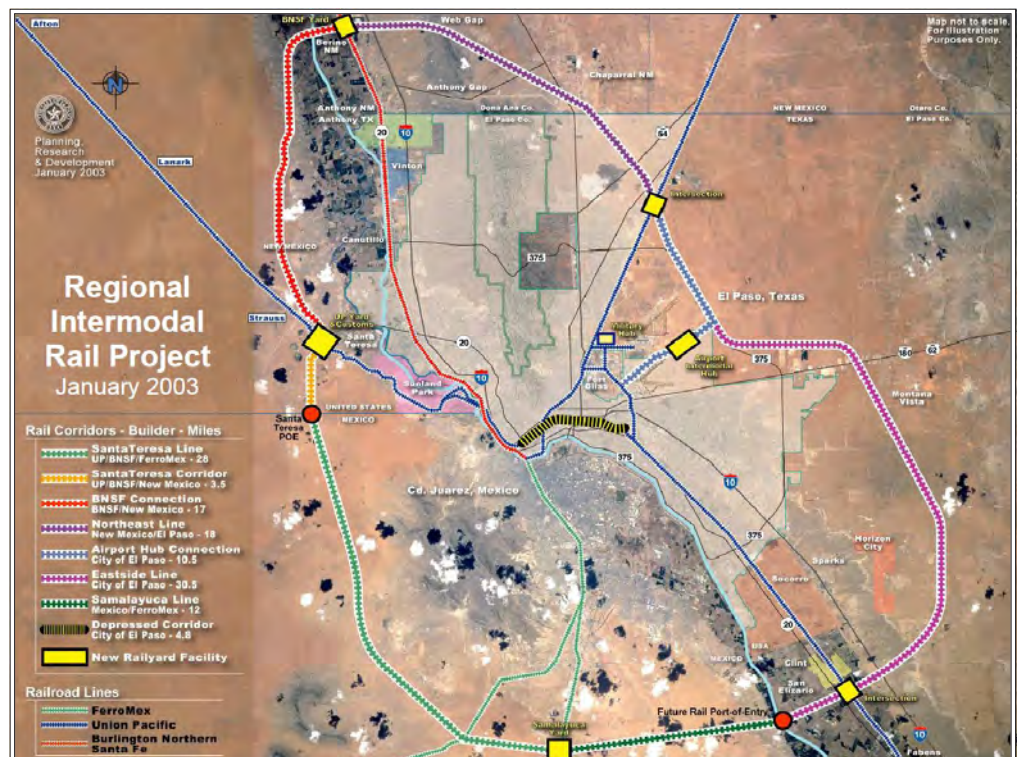 Afton
BNSF Yard
Web Gap
Map not to scale.
For Illustration
Purposes Only.
Berino
NM
Chaparral NM
Anthony Gap
N
Anthony NM
Anthony TX
Dona Ana Co.
El Paso Co.
NEW MEXICO
TEXAS
Otero Co.
El Paso Co.
20
10
54
Planning,
Research
& Development
January 2003
Lanark
Vinton
Intersection
Canutillo
NEW MEXICO
375
Regional
Intermodal
Rail Project
January 2003
El Paso, Texas
Strauss
UP Yard
&Customs
Santa
Teresa
20
Military
Hub
Airport
Intermodal
Hub
375
180
62
Sunland
Park
10
Fort
Bliss
Montana
Vista
UNITED STATES
MEXICO
Santa
Teresa
POE
Rail Corridors - Builder - Miles
SantaTeresa Line
UP/BNSF/FerroMex - 28
SantaTeresa Corridor
UP/BNSF/New Mexico - 3.5
BNSF Connection
BNSF/New Mexico - 17
Northeast Line
New Mexico/El Paso - 18
Airport Hub Connection
City of El Paso - 10.5
Eastside Line
City of El Paso - 30.5
Samalayuca Line
Mexico/FerroMex - 12
Depressed Corridor
City of El Paso - 4.8
New Railyard Facility
375
Cd. Juarez, Mexico
10
375
Horizon
City
Sparks
Socorro
20
USA
MEXICO
Clint
San
Elizario
Intersection
Future Rail Port-of-Entry
Samalayuca
Yard
10
Fabens
Railroad Lines
FerroMex
Union Pacific
Burlington Northern
Santa Fe